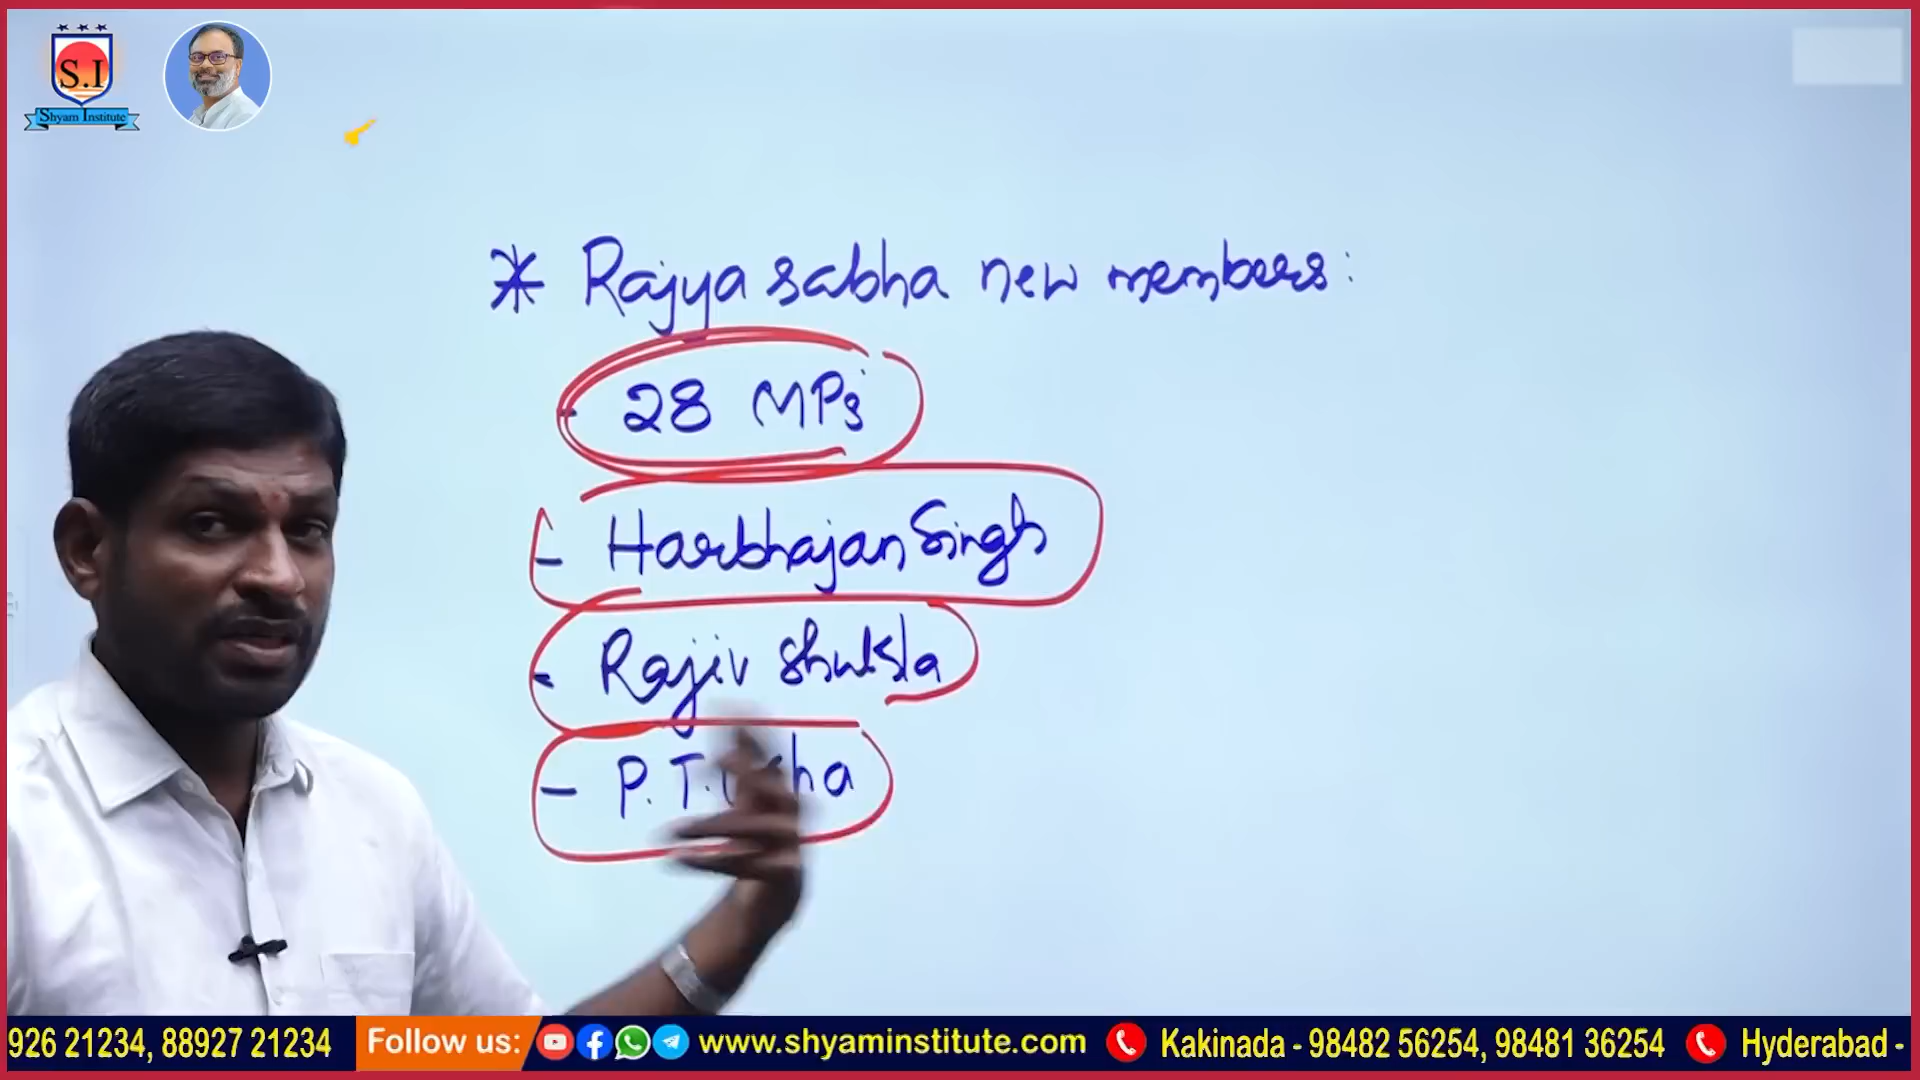 S.I
Shyam Institute
* Rajya sabha new members:
- 28 MPs
- Harbhajan Singh
- Rajiv Shukla
- P.T.
926 21234, 88927 21234 Follow us: www.shyaminstitute.com Kakinada - 98482 56254, 98481 36254 Hyderabad -